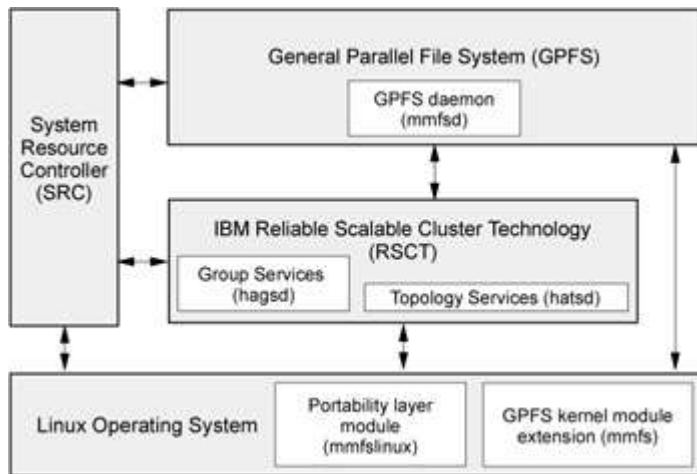 General Parallel File System (GPFS)
GPFS daemon
(mmfsd)
System
Resource
Controller
(SRC)
IBM Reliable Scalable Cluster Technology
(RSCT)
Group Services
(hagsd)
Topology Services (hatsd)
Linux Operating System
Portability layer
module
(mmfslinux)
GPFS kernel module
extension (mmfs)